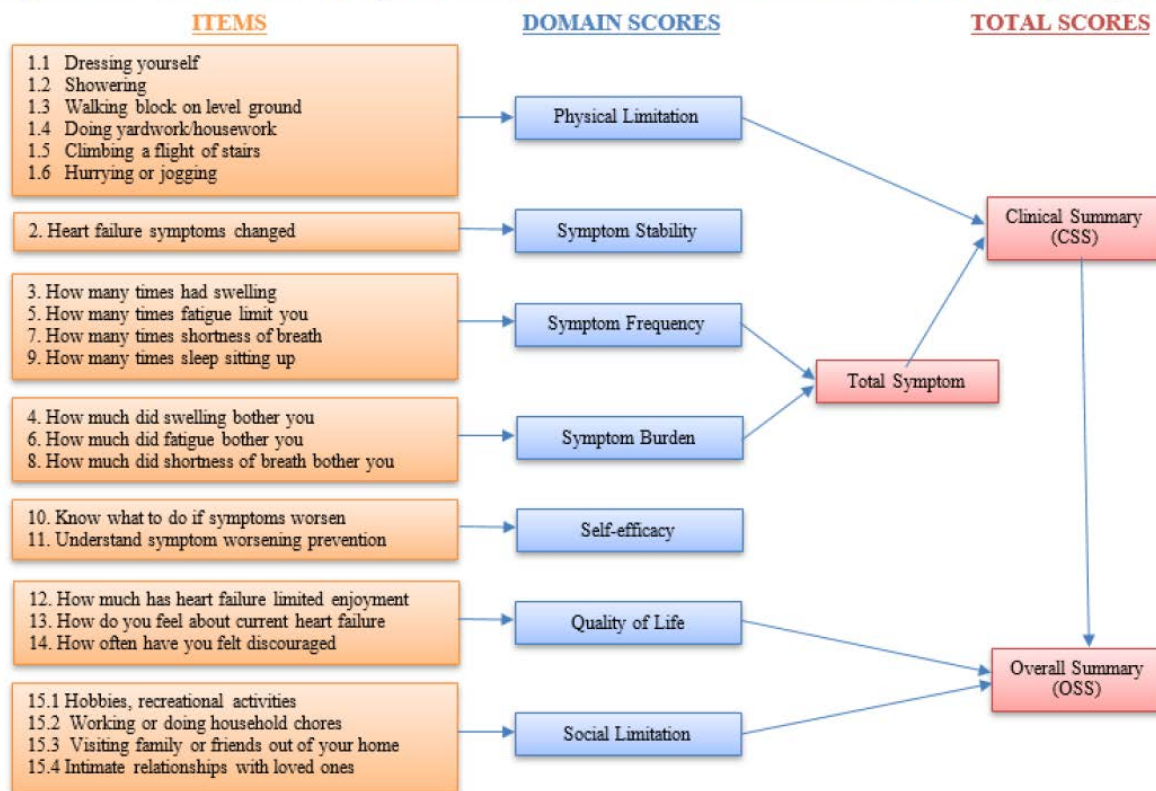 ITEMS
DOMAIN SCORES
TOTAL SCORES
1.1 Dressing yourself
1.2 Showering
1.3 Walking block on level ground
1.4 Doing yardwork/housework
1.5 Climbing a flight of stairs
1.6 Hurrying or jogging
Physical Limitation
Clinical Summary
(CSS)
2. Heart failure symptoms changed
Symptom Stability
3. How many times had swelling
5. How many times fatigue limit you
7. How many times shortness of breath
9. How many times sleep sitting up
Symptom Frequency
Total Symptom
4. How much did swelling bother you
6. How much did fatigue bother you
8. How much did shortness of breath bother you
Symptom Burden
10. Know what to do if symptoms worsen
11. Understand symptom worsening prevention
Self-efficacy
12. How much has heart failure limited enjoyment
13. How do you feel about current heart failure
14. How often have you felt discouraged
Quality of Life
Overall Summary
(OSS)
15.1 Hobbies, recreational activities
15.2 Working or doing household chores
15.3 Visiting family or friends out of your home
15.4 Intimate relationships with loved ones
Social Limitation